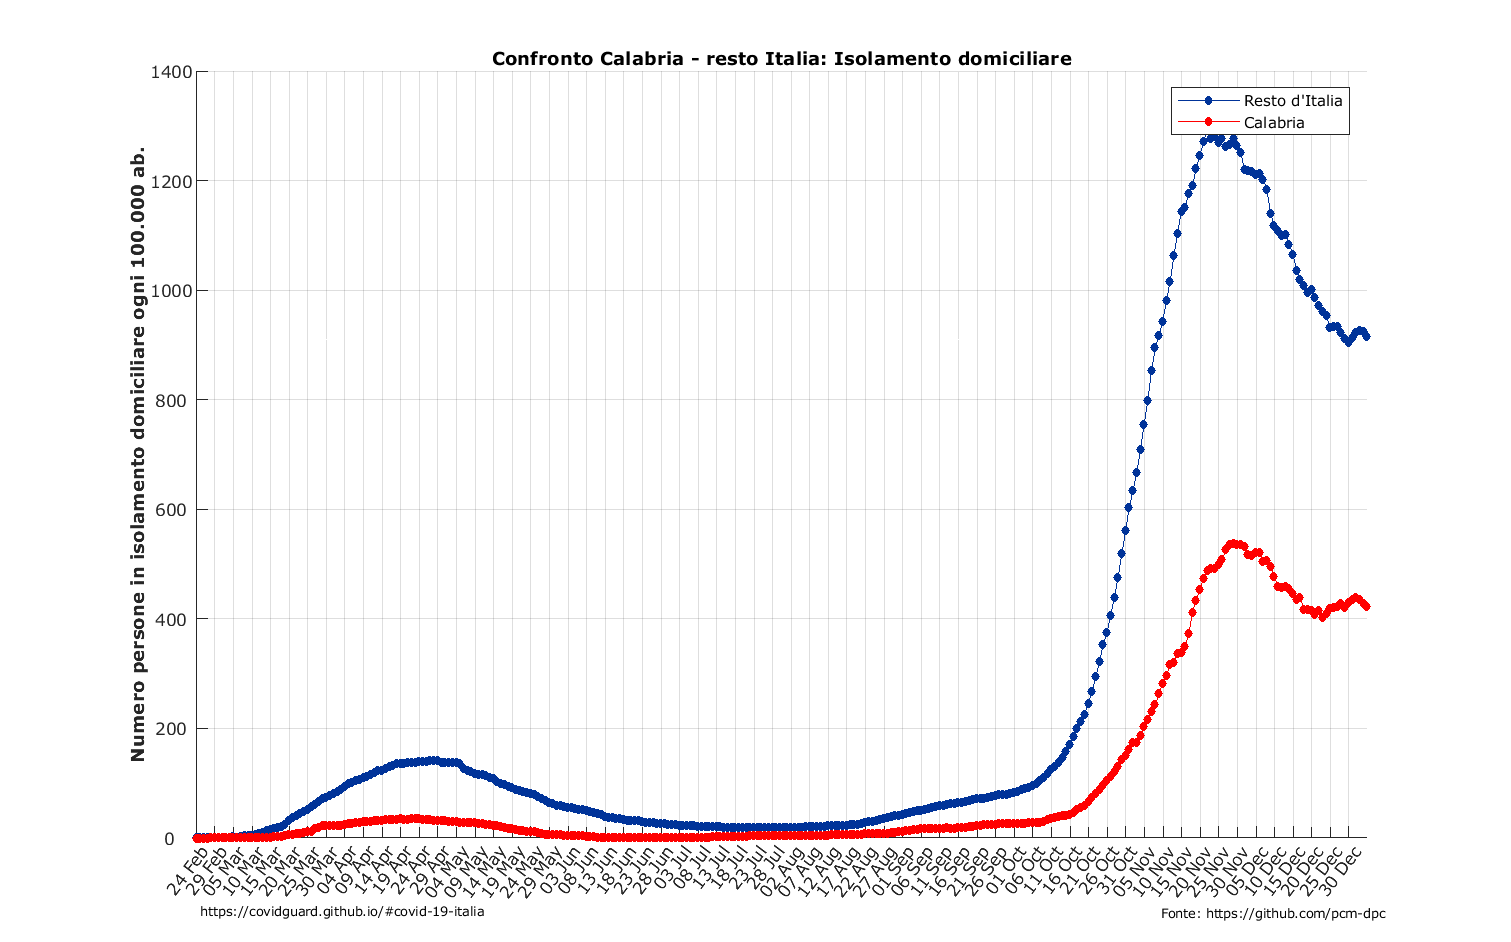 Confronto Calabria - resto Italia: Isolamento domiciliare
Numero persone in isolamento domiciliare ogni 100.000 ab.
1400
1200
1000
800
600
400
200
0
Resto d'Italia
Calabria
24 Feb
29 Feb
05 Mar
10 Mar
15 Mar
20 Mar
25 Mar
30 Mar
04 Apr
09 Apr
14 Apr
19 Apr
24 Apr
29 Apr
04 May
09 May
14 May
19 May
24 May
29 May
03 Jun
08 Jun
13 Jun
18 Jun
23 Jun
28 Jun
03 Jul
08 Jul
13 Jul
18 Jul
23 Jul
28 Jul
02 Aug
07 Aug
12 Aug
17 Aug
22 Aug
27 Aug
01 Sep
06 Sep
11 Sep
16 Sep
21 Sep
26 Sep
01 Oct
06 Oct
11 Oct
16 Oct
21 Oct
26 Oct
31 Oct
05 Nov
10 Nov
15 Nov
20 Nov
25 Nov
30 Nov
05 Dec
10 Dec
15 Dec
20 Dec
25 Dec
30 Dec
https://covidguard.github.io/#covid-19-italia
Fonte: https://github.com/pcm-dpc